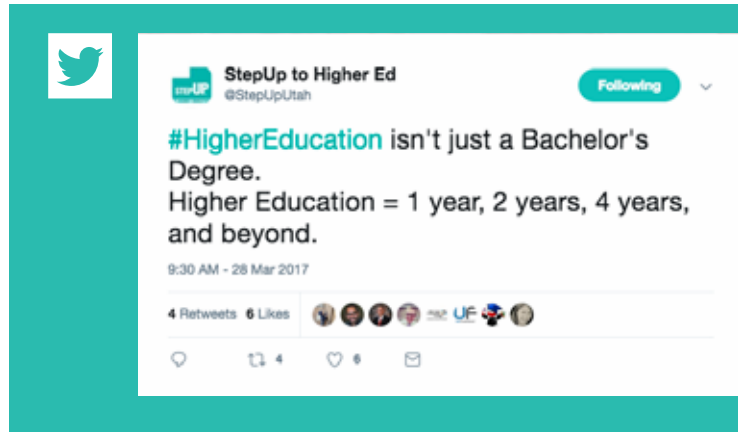 StepUp to Higher Ed
stepUP
@StepUpUtah
Following
#HigherEducation isn't just a Bachelor's
Degree.
Higher Education = 1 year, 2 years, 4 years,
and beyond.
9:30 AM - 28 Mar 2017
4 Retweets 6 Likes
UF
4 6